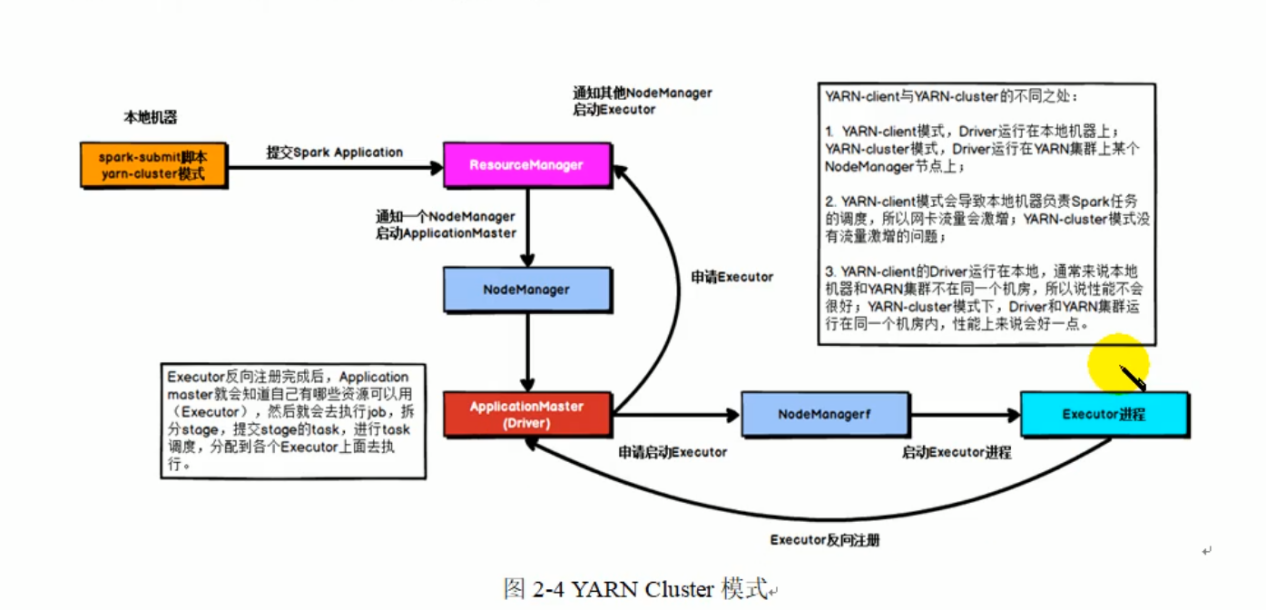 通知其他NodeManager
启动Executor
本地机器
spark-submit脚本
yarn-cluster模式
提交Spark Application
ResourceManager
通知一个NodeManager
启动ApplicationMaster
NodeManager
申请Executor
YARN-client与YARN-cluster的不同之处：
1. YARN-client模式，Driver运行在本地机器上；
YARN-cluster模式，Driver运行在YARN集群上某个
NodeManager节点上；
2. YARN-client模式会导致本地机器负责Spark任务
的调度，所以网卡流量会激增；YARN-cluster模式没
有流量激增的问题；
3. YARN-client的Driver运行在本地，通常来说本地
机器和YARN集群不在同一个机房，所以说性能不会
很好；YARN-cluster模式下，Driver和YARN集群运
行在同一个机房内，性能上来说会好一点。
Executor反向注册完成后，Application
master就会知道自己有哪些资源可以用
（Executor），然后就会去执行job，拆
分stage，提交stage的task，进行task
调度，分配到各个Executor上面去执
行。
ApplicationMaster
(Driver)
申请启动Executor
NodeManagerf
启动Executor进程
Executor进程
Executor反向注册
图 2-4 YARN Cluster 模式